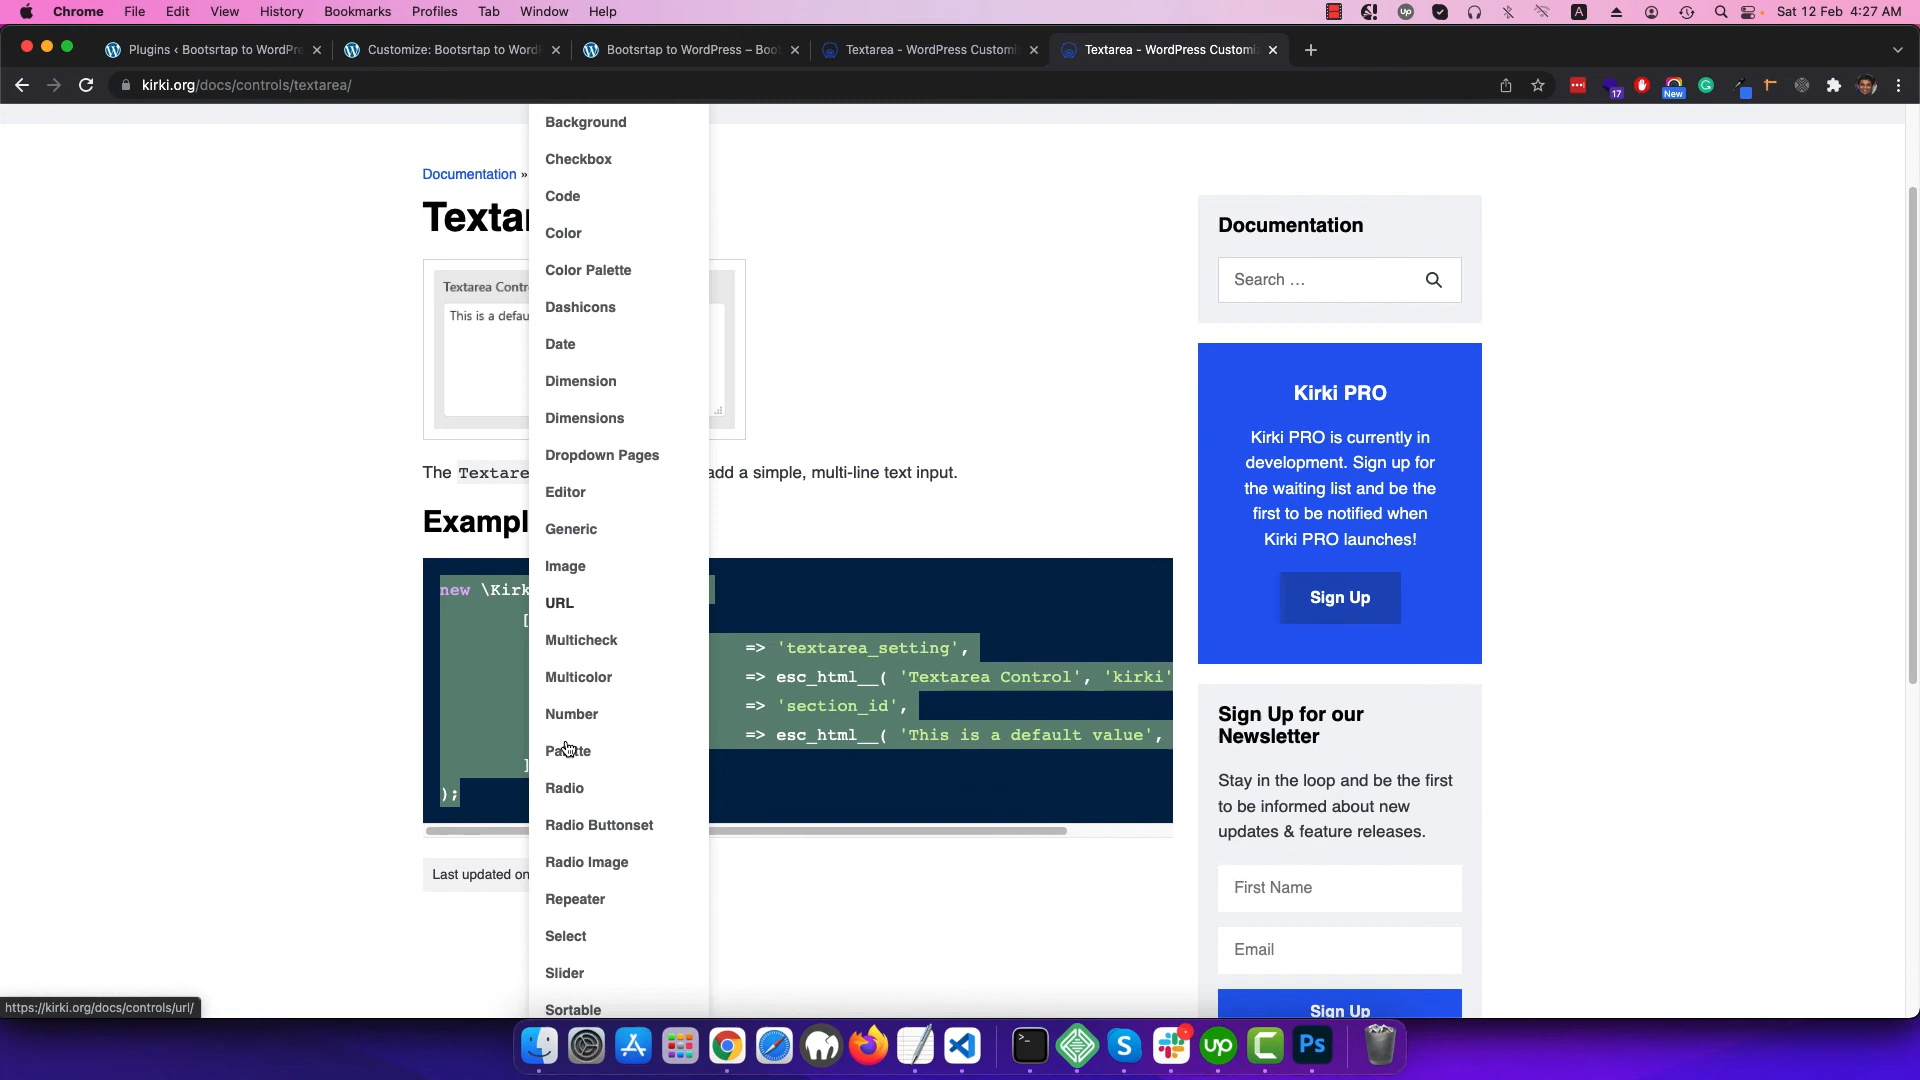 Chrome File Edit View History Bookmarks Profiles Tab Window Help Sat 12 Feb 4:27 AM
Plugins ‹ Bootsrtap to WordPre
Customize: Bootsrtap to Word
Bootsrtap to WordPress – Boo
Textarea - WordPress Customi
Textarea - WordPress Customi
kirki.org/docs/controls/textarea/
17
New
Background
Checkbox
Code
Color
Color Palette
Dashicons
Date
Dimension
Dimensions
Dropdown Pages
Editor
Generic
Image
URL
Multicheck
Multicolor
Number
Palette
Radio
Radio Buttonset
Radio Image
Repeater
Select
Slider
Sortable
Documentation »
Textar
Textarea Contr
This is a defau
The Textare add a simple, multi-line text input.
Exampl
new \Kirk
[
=> 'textarea_setting',
=> esc_html__( 'Textarea Control', 'kirki'
=> 'section_id',
=> esc_html__( 'This is a default value',
]
);
Last updated on
Documentation
Search …
Kirki PRO
Kirki PRO is currently in
development. Sign up for
the waiting list and be the
first to be notified when
Kirki PRO launches!
Sign Up
Sign Up for our
Newsletter
Stay in the loop and be the first
to be informed about new
updates & feature releases.
First Name
Email
Sign Up
https://kirki.org/docs/controls/url/
up
Ps